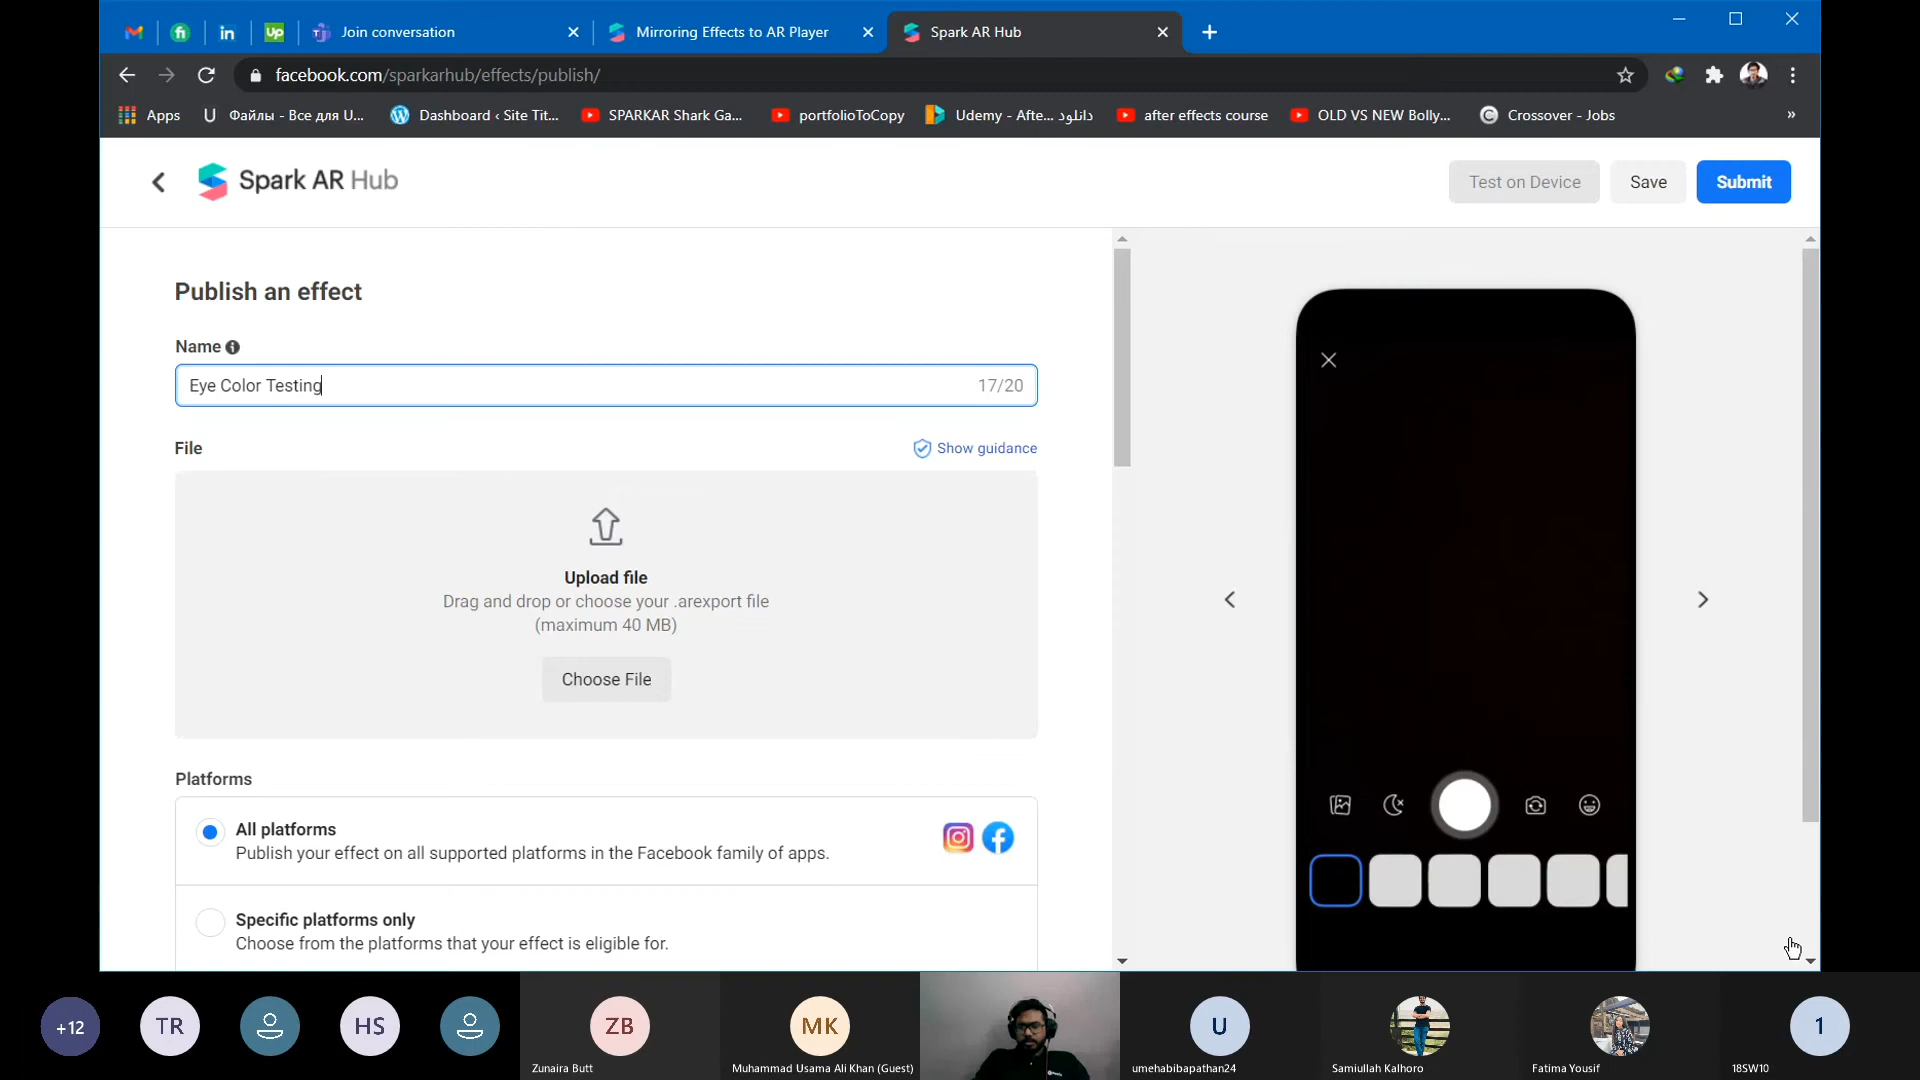 Join conversation
Mirroring Effects to AR Player
Spark AR Hub
facebook.com/sparkarhub/effects/publish/
Apps
Файлы - Все для U...
Dashboard ‹ Site Tit...
SPARKAR Shark Ga...
portfolioToCopy
Udemy - Afte... دانلود
after effects course
OLD VS NEW Bolly...
Crossover - Jobs
»
Spark AR Hub
Test on Device
Save
Submit
Publish an effect
Name
Eye Color Testing
17/20
File
Show guidance
Upload file
Drag and drop or choose your .arexport file
(maximum 40 MB)
Choose File
Platforms
All platforms
Publish your effect on all supported platforms in the Facebook family of apps.
Specific platforms only
Choose from the platforms that your effect is eligible for.
+12
TR
HS
ZB
MK
U
1
Zunaira Butt
Muhammad Usama Ali Khan (Guest)
umehabibapathan24
Samiullah Kalhoro
Fatima Yousif
18SW10